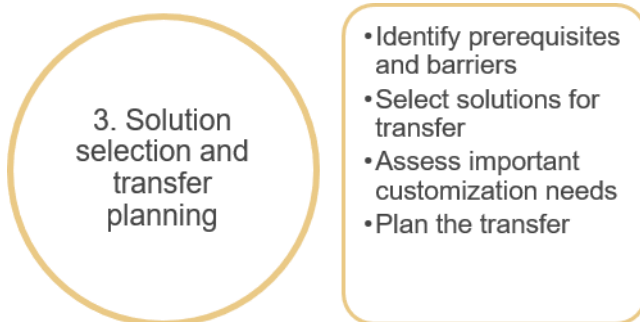 3. Solution
selection and
transfer
planning
•Identify prerequisites
and barriers
•Select solutions for
transfer
•Assess important
customization needs
•Plan the transfer